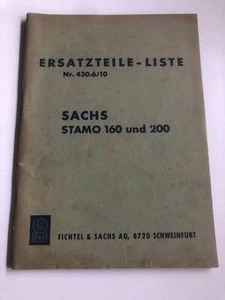 ERSATZTEILE-LISTE
Nr. 430.6/10
SACHS
STAMO 160 und 200
FICHTEL & SACHS AG, 8720 SCHWEINFURT